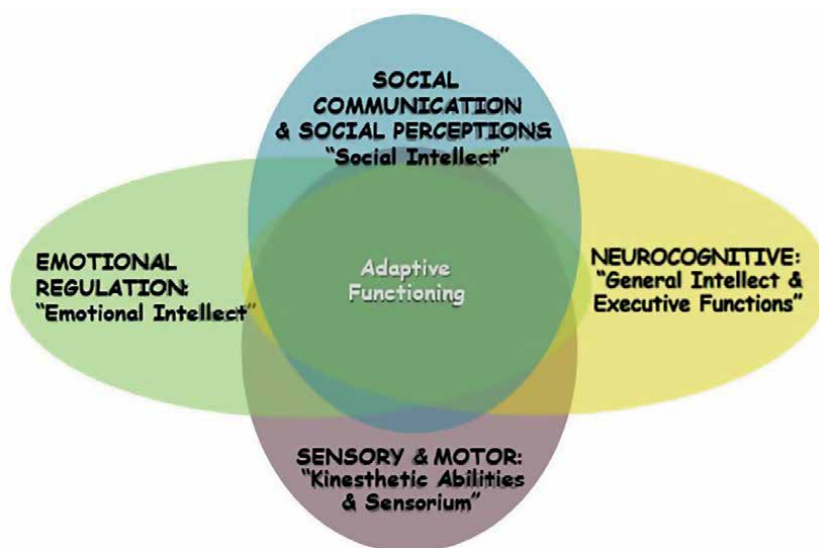 SOCIAL
COMMUNICATION
& SOCIAL PERCEPTIONS:
“Social Intellect”
EMOTIONAL
REGULATION:
“Emotional Intellect”
Adaptive
Functioning
NEUROCOGNITIVE:
“General Intellect &
Executive Functions”
SENSORY & MOTOR:
“Kinesthetic Abilities
& Sensorium”